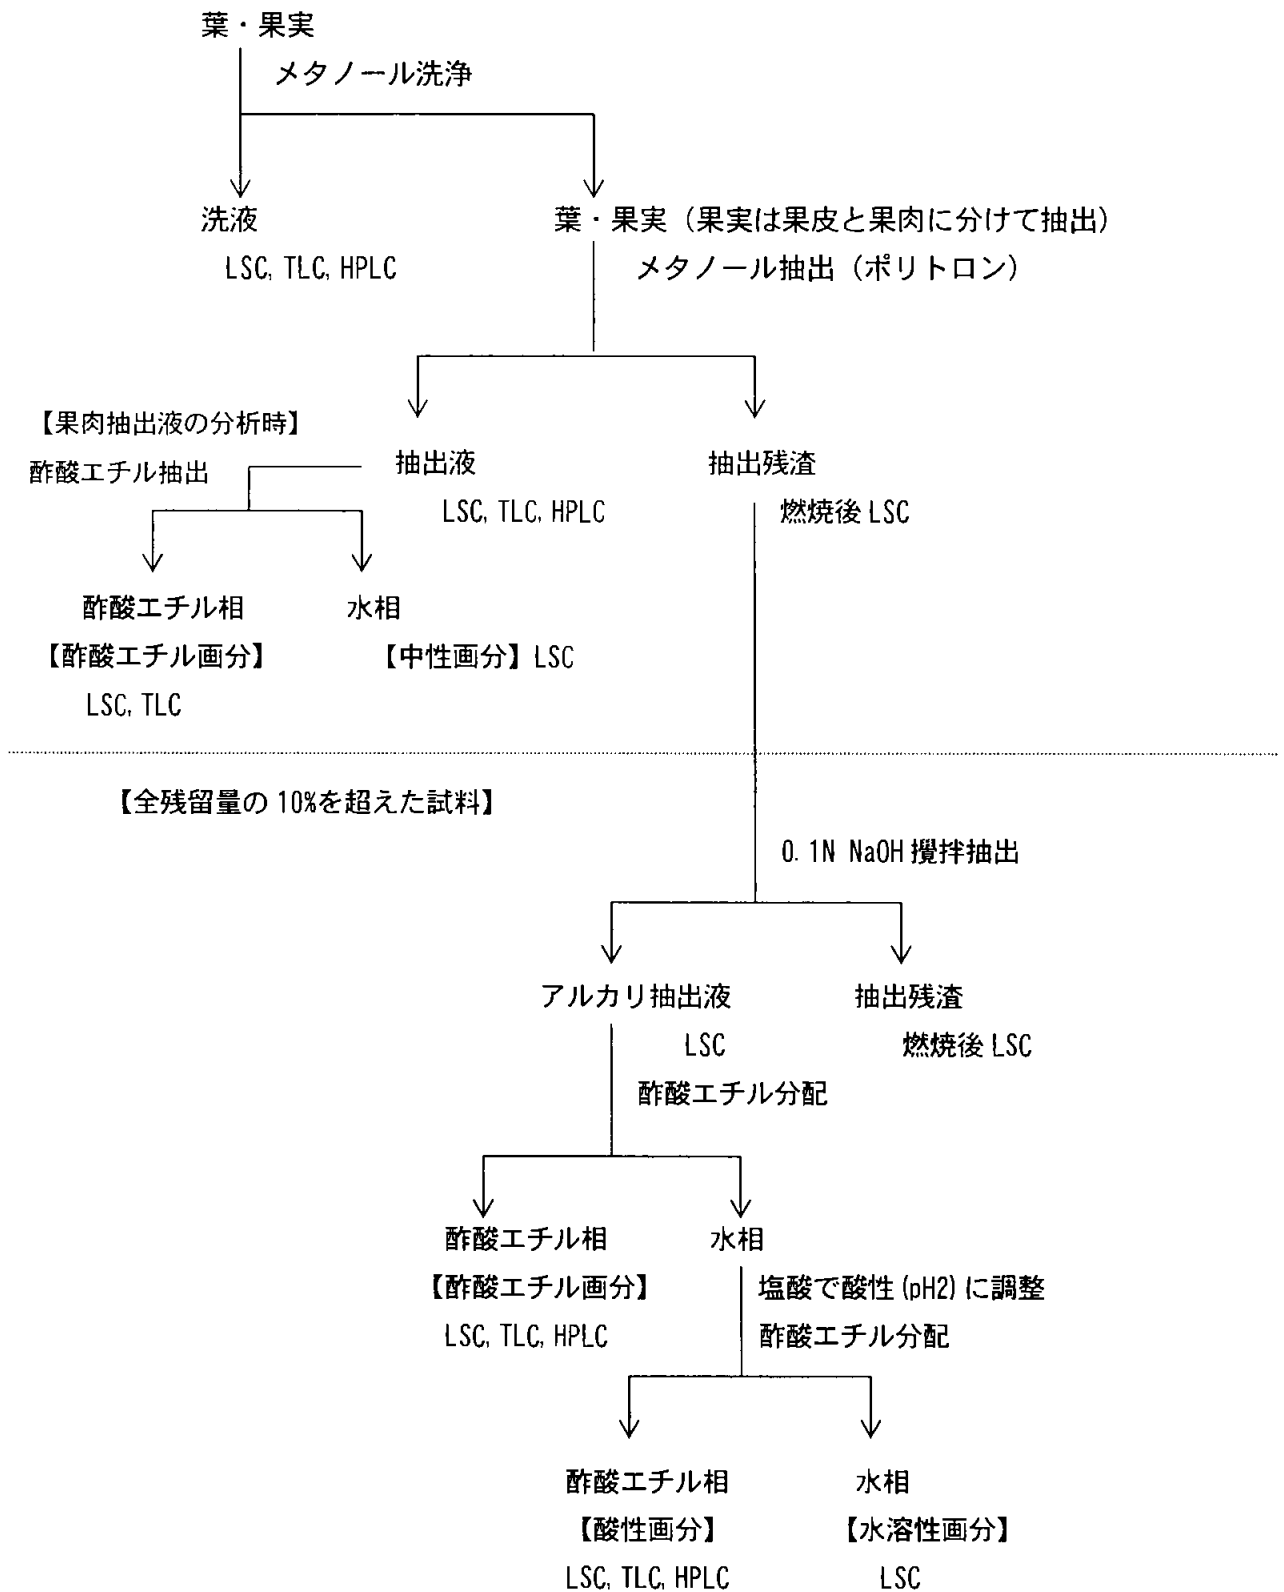 葉・果実
メタノール洗浄
洗液
葉・果実（果実は果皮と果肉に分けて抽出）
LSC, TLC, HPLC
メタノール抽出（ポリトロン）
【果肉抽出液の分析時】
酢酸エチル抽出
抽出液
抽出残渣
LSC, TLC, HPLC
燃焼後 LSC
酢酸エチル相
水相
【酢酸エチル画分】
【中性画分】LSC
LSC, TLC
【全残留量の 10%を超えた試料】
0.1N NaOH 攪拌抽出
アルカリ抽出液
抽出残渣
LSC
燃焼後 LSC
酢酸エチル分配
酢酸エチル相
水相
【酢酸エチル画分】
塩酸で酸性 (pH2) に調整
LSC, TLC, HPLC
酢酸エチル分配
酢酸エチル相
水相
【酸性画分】
【水溶性画分】
LSC, TLC, HPLC
LSC